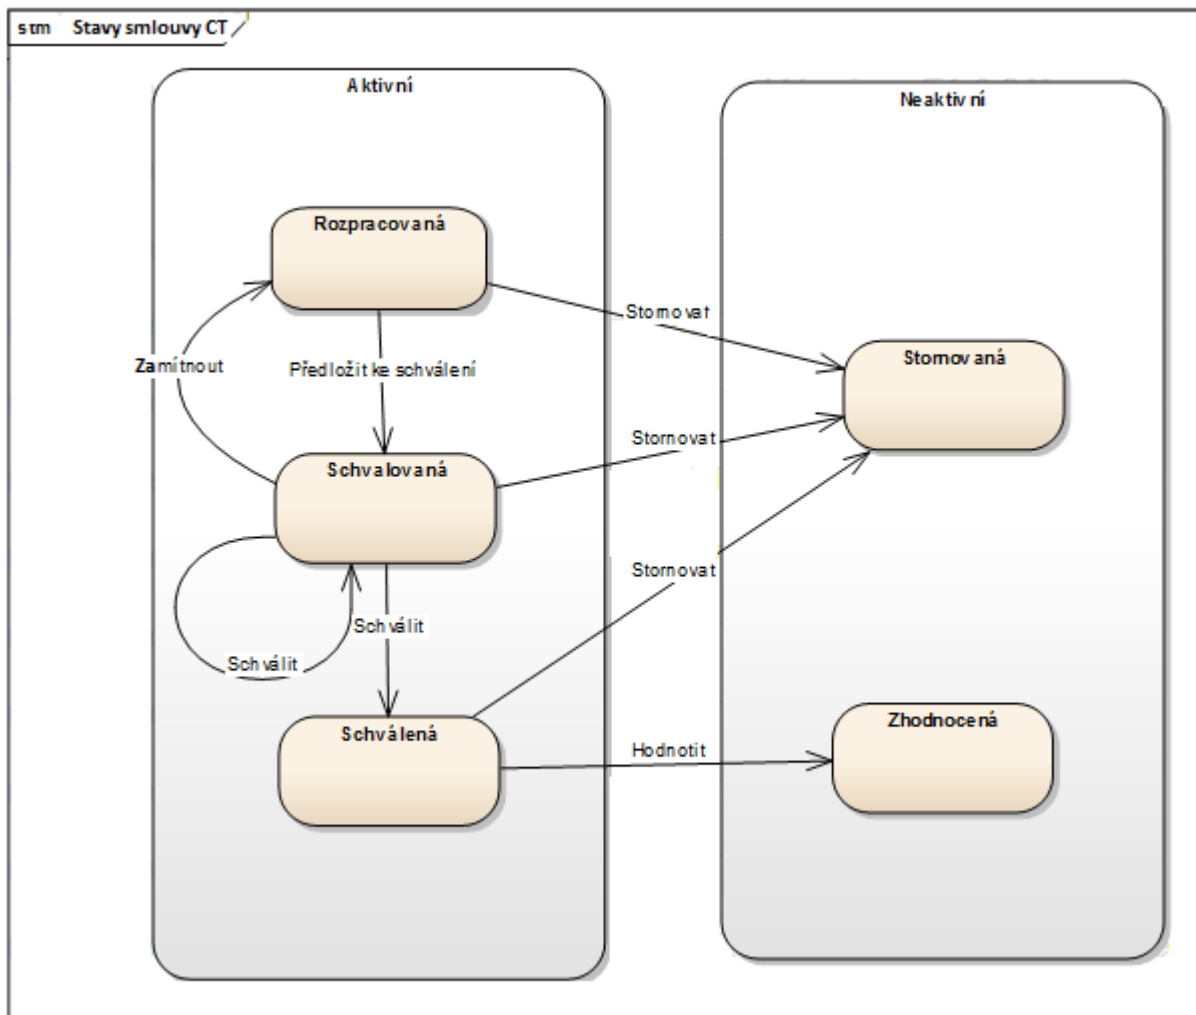 stm Stavy smlouvy CT
Aktivní
Neaktivní
Rozpracovaná
Stornovat
Stornovaná
Zamítnout
Předložit ke schválení
Stornovat
Schvalovaná
Stornovat
Schválit
Schválit
Schválená
Zhodnocená
Hodnotit